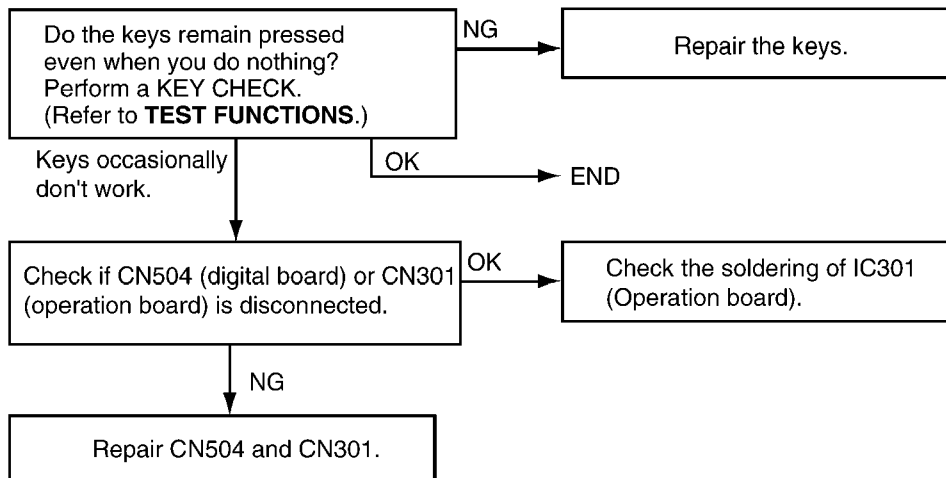 Do the keys remain pressed
even when you do nothing?
Perform a KEY CHECK.
(Refer to TEST FUNCTIONS.)
NG
Repair the keys.
Keys occasionally
don't work.
OK
END
Check if CN504 (digital board) or CN301
(operation board) is disconnected.
OK
Check the soldering of IC301
(Operation board).
NG
Repair CN504 and CN301.